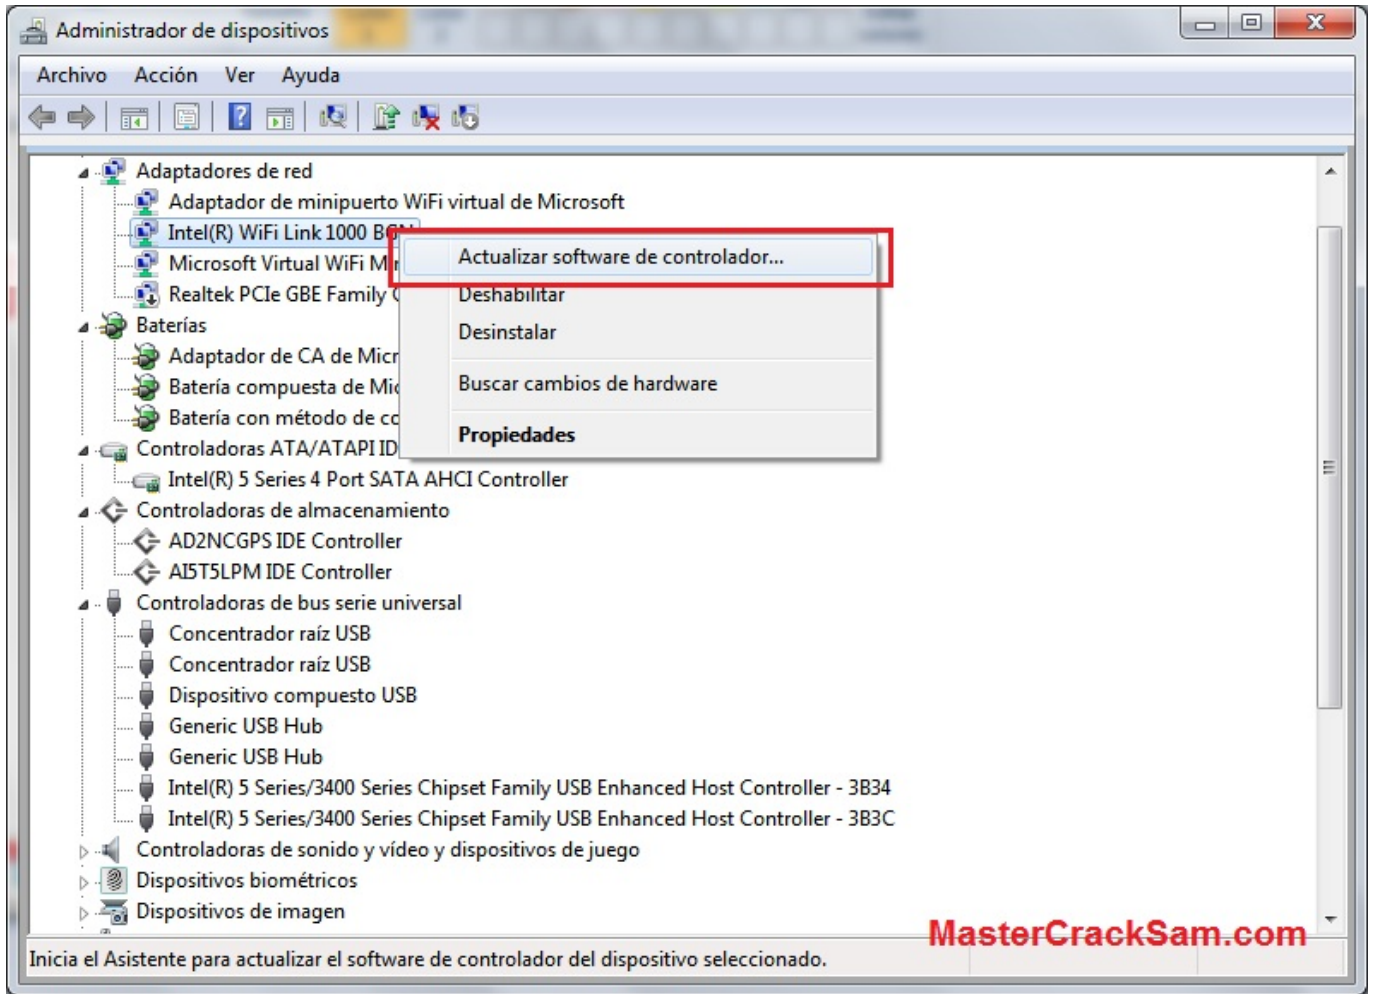 Administrador de dispositivos
Archivo Acción Ver Ayuda
Adaptadores de red
Adaptador de minipuerto WiFi virtual de Microsoft
Intel(R) WiFi Link 1000 BGN
Microsoft Virtual WiFi
Actualizar software de controlador...
Realtek PCIe GBE Family
Deshabilitar
Baterías
Desinstalar
Adaptador de CA de Micr
Batería compuesta de Mic
Buscar cambios de hardware
Batería con método de co
Propiedades
Controladoras ATA/ATAPI ID
Intel(R) 5 Series 4 Port SATA AHCI Controller
Controladoras de almacenamiento
AD2NCGPS IDE Controller
AI5T5LPM IDE Controller
Controladoras de bus serie universal
Concentrador raíz USB
Concentrador raíz USB
Dispositivo compuesto USB
Generic USB Hub
Generic USB Hub
Intel(R) 5 Series/3400 Series Chipset Family USB Enhanced Host Controller - 3B34
Intel(R) 5 Series/3400 Series Chipset Family USB Enhanced Host Controller - 3B3C
Controladoras de sonido y vídeo y dispositivos de juego
Dispositivos biométricos
Dispositivos de imagen
MasterCrackSam.com
Inicia el Asistente para actualizar el software de controlador del dispositivo seleccionado.